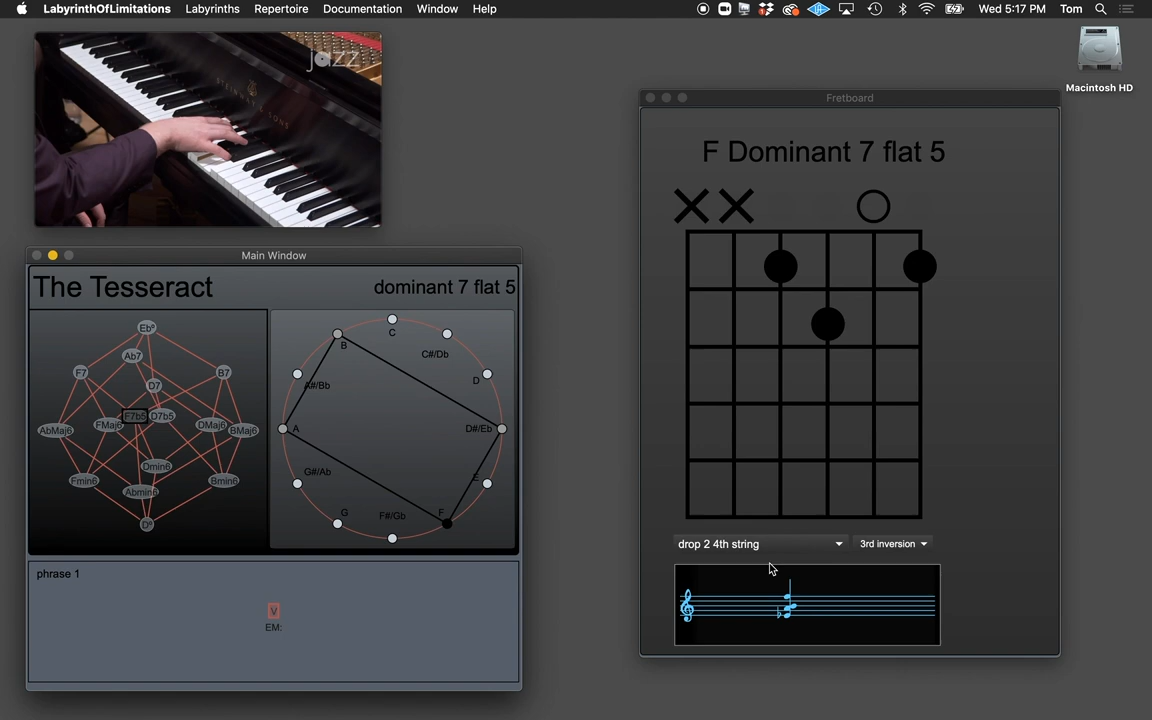 LabyrinthOfLimitations Labyrinths Repertoire Documentation Window Help Wed 5:17 PM Tom
Macintosh HD
jazz
STEINWAY & SONS
Main Window
The Tesseract
dominant 7 flat 5
Eb°
Ab7
F7
B7
D7
F7b5
D7b5
AbMaj6
FMaj6
DMaj6
BMaj6
Dmin6
Fmin6
Bmin6
Abmin6
D°
C
B
C#/Db
A#/Bb
D
A
D#/Eb
G#/Ab
E
G
F#/Gb
F
phrase 1
V
EM:
Fretboard
F Dominant 7 flat 5
drop 2 4th string
3rd inversion